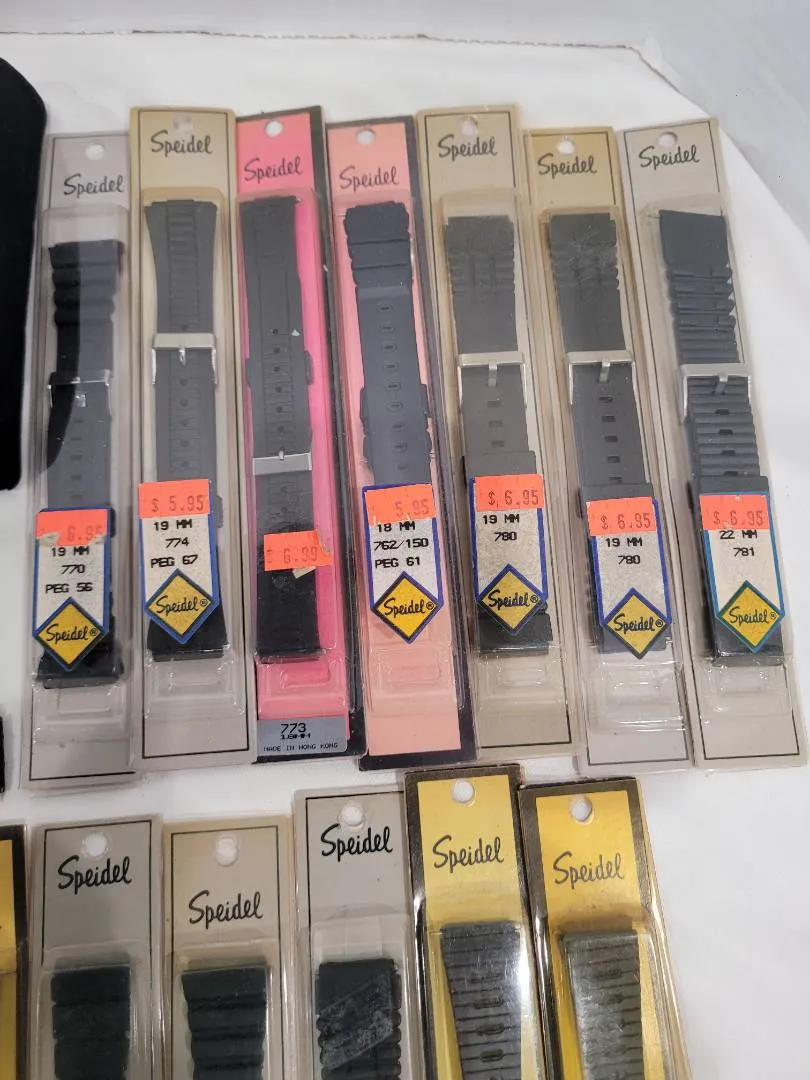 Speidel
$ 6.95
19 MM
770
PEG 56
Speidel®
Speidel
$ 5.95
19 MM
774
PEG 67
Speidel®
Speidel
$ 6.99
773
18MM
MADE IN HONG KONG
Speidel
5.95
18 MM
762/150
PEG 61
Speidel®
Speidel
$ 6.95
19 MM
780
Speidel®
Speidel
$ 6.95
19 MM
780
Speidel®
Speidel
$ 6.95
22 MM
781
Speidel®
Speidel
Speidel
Speidel
Speidel
Speidel